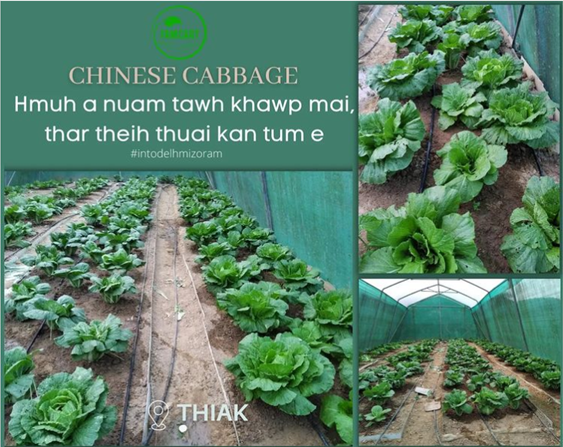 CHINESE CABBAGE
Hmuh a nuam tawh khawp mai,
thar theih thuai kan tum e
#intodelhmizoram
THIAK